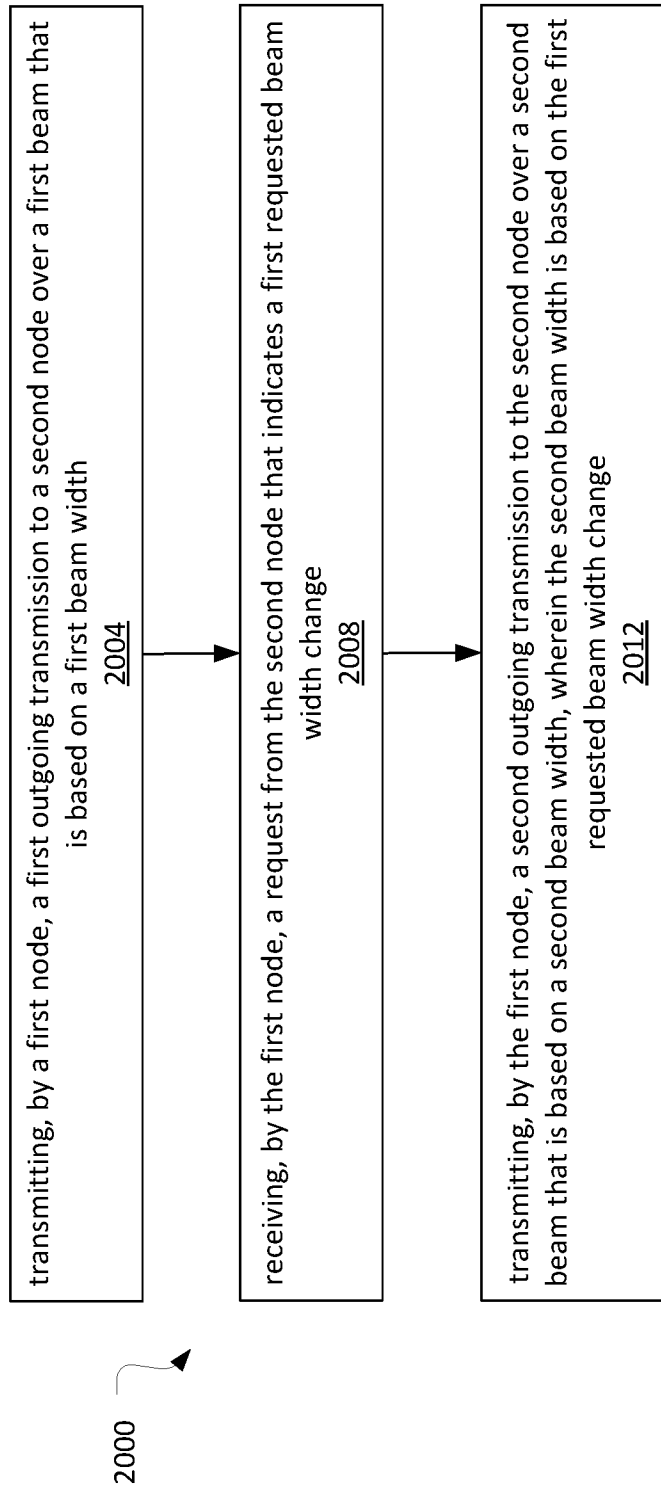 2000
transmitting, by a first node, a first outgoing transmission to a second node over a first beam that
is based on a first beam width
2004
receiving, by the first node, a request from the second node that indicates a first requested beam
width change
2008
transmitting, by the first node, a second outgoing transmission to the second node over a second
beam that is based on a second beam width, wherein the second beam width is based on the first
requested beam width change
2012